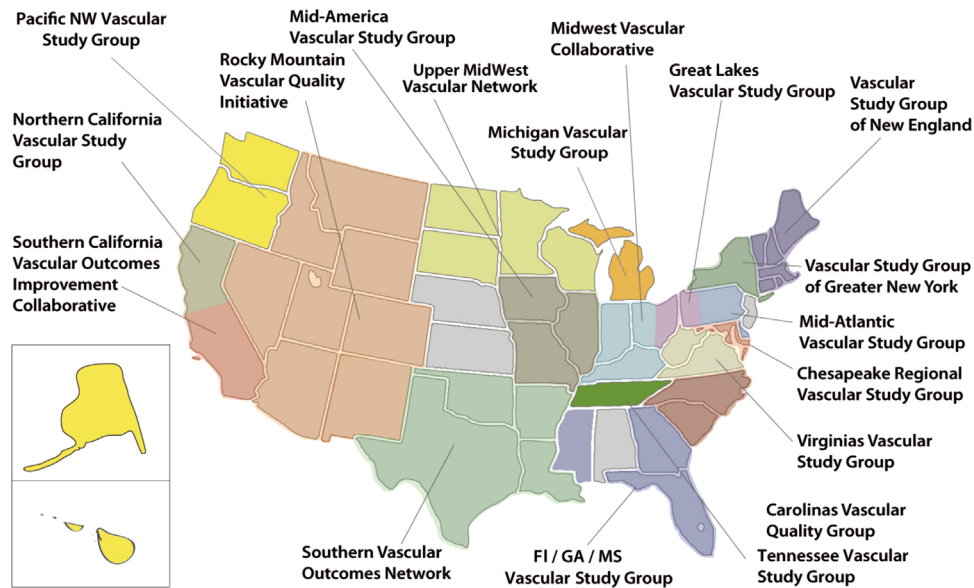 Pacific NW Vascular
Study Group
Mid-America
Vascular Study Group
Midwest Vascular
Collaborative
Rocky Mountain
Vascular Quality
Initiative
Upper MidWest
Vascular Network
Great Lakes
Vascular Study Group
Vascular
Study Group
of New England
Northern California
Vascular Study
Group
Michigan Vascular
Study Group
Southern California
Vascular Outcomes
Improvement
Collaborative
Vascular Study Group
of Greater New York
Mid-Atlantic
Vascular Study Group
Chesapeake Regional
Vascular Study Group
Virginias Vascular
Study Group
Carolinas Vascular
Quality Group
Tennessee Vascular
Study Group
Southern Vascular
Outcomes Network
Fl / GA / MS
Vascular Study Group